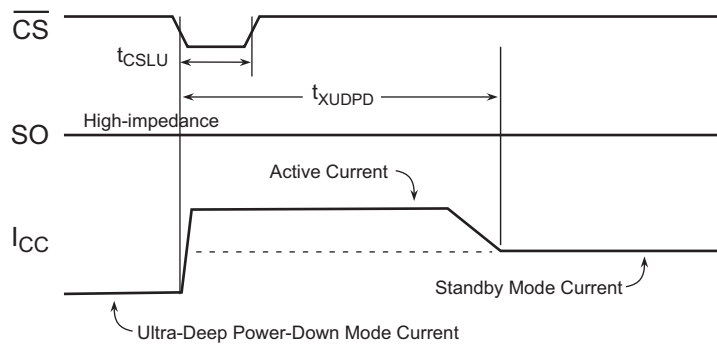 CS
tCSLU
tXUDPD
High-impedance
SO
Active Current
ICC
Standby Mode Current
Ultra-Deep Power-Down Mode Current